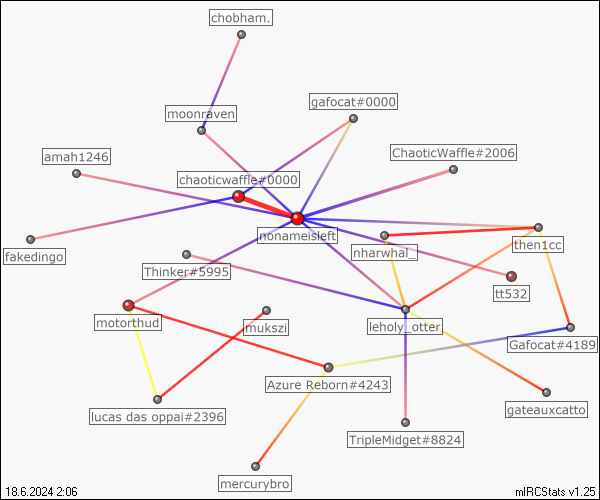 chobham.
gafocat#0000
moonraven
ChaoticWaffle#2006
amah1246
chaoticwaffle#0000
nonameisleft
then1cc
nharwhal_
fakedingo
Thinker#5995
tt532
motorthud
mukszi
leholy_otter
Gafocat#4189
Azure Reborn#4243
lucas das oppai#2396
gateauxcatto
TripleMidget#8824
mercurybro
18.6.2024 2:06
mIRCStats v1.25